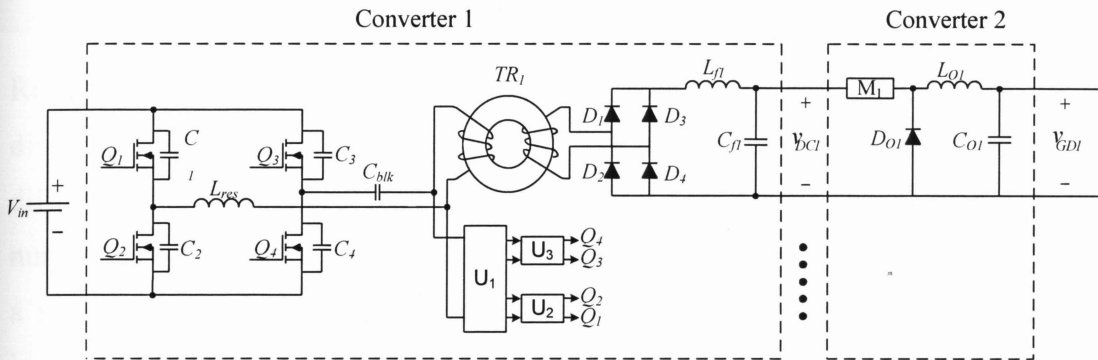 Converter 1
Converter 2
TR1
Lf1
LO1
D1
D3
M1
Q1
C
1
Q3
C3
Cblk
Cf1
+
vDC1
−
DO1
CO1
+
vGD1
−
D2
D4
Lres
+
Vin
−
Q2
C2
Q4
C4
U1
U3
Q4
Q3
U2
Q2
Q1